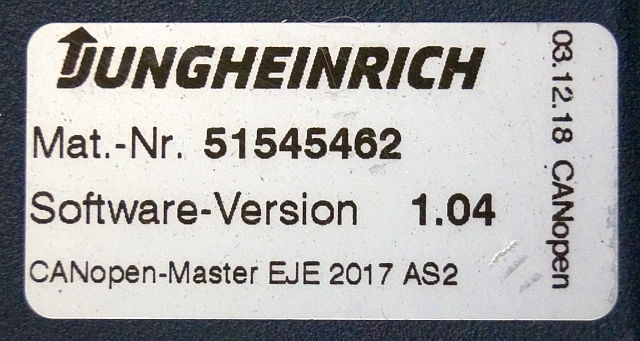 JUNGHEINRICH
Mat.-Nr. 51545462
Software-Version 1.04
CANopen-Master EJE 2017 AS2
03.12.18 CANopen